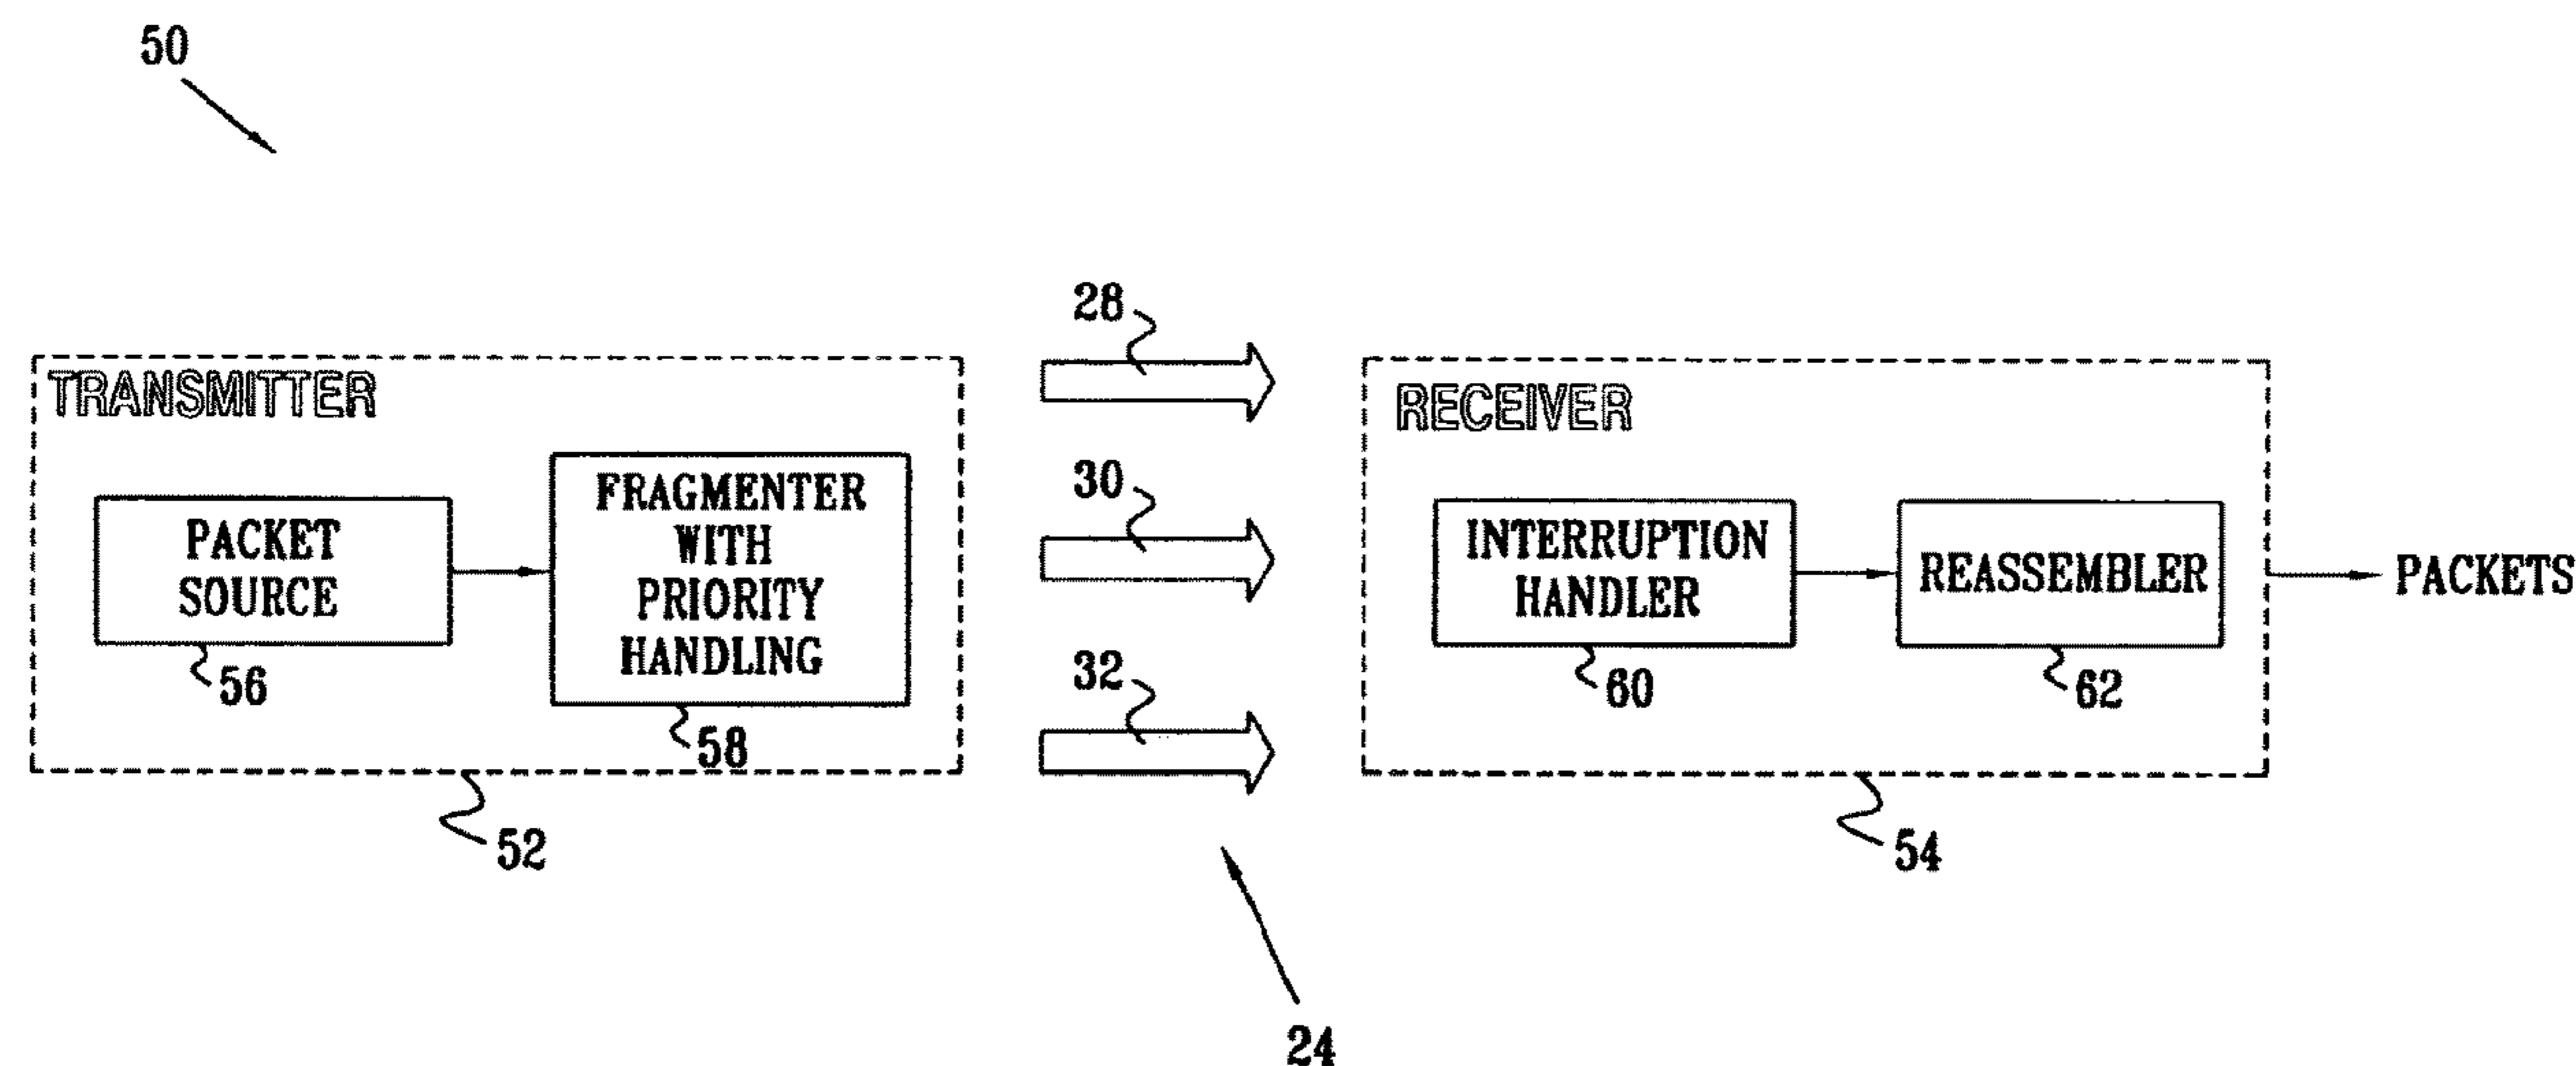 50
28
TRANSMITTER
RECEIVER
30
PACKET
SOURCE
FRAGMENTER
WITH
PRIORITY
HANDLING
INTERRUPTION
HANDLER
REASSEMBLER
PACKETS
32
56
58
60
62
52
54
24